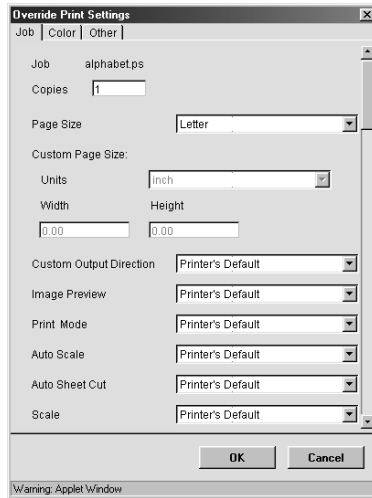 Override Print Settings
Job Color Other
Job alphabet.ps
Copies 1
Page Size Letter
Custom Page Size:
Units inch
Width Height
0.00 0.00
Custom Output Direction Printer's Default
Image Preview Printer's Default
Print Mode Printer's Default
Auto Scale Printer's Default
Auto Sheet Cut Printer's Default
Scale Printer's Default
OK Cancel
Warning: Applet Window